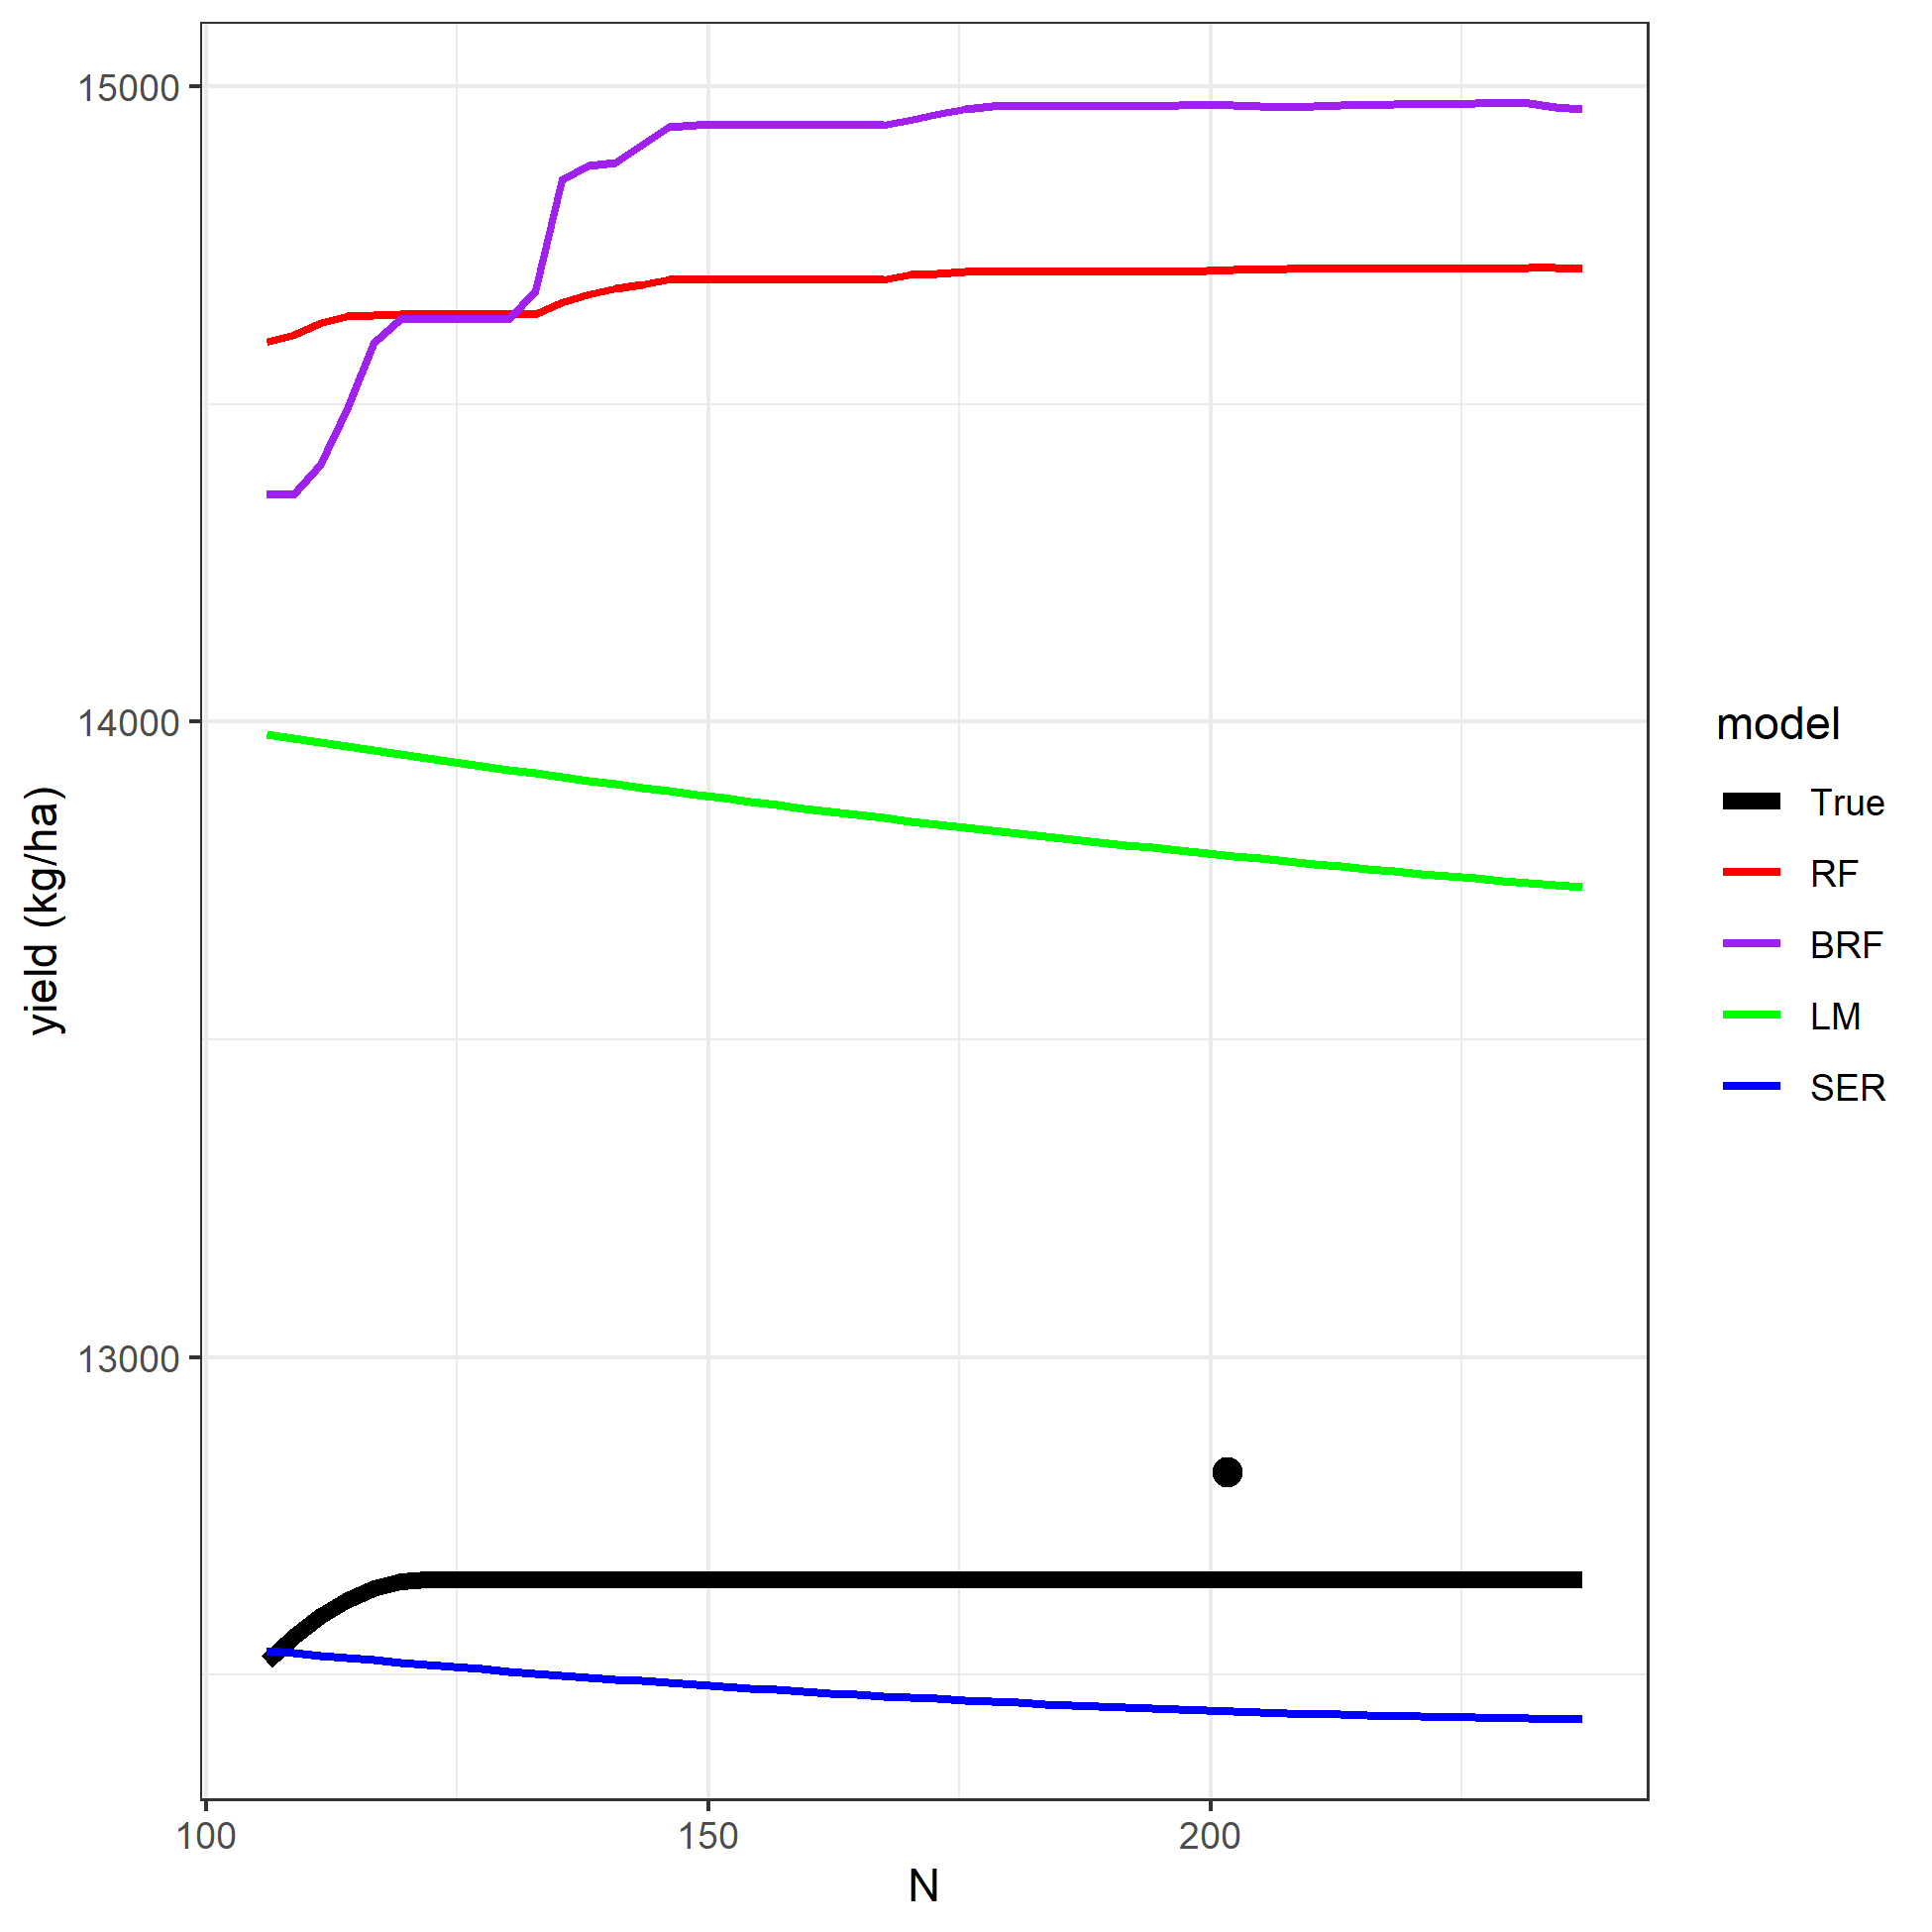 15000
14000
13000
yield (kg/ha)
100
150
200
N
model
True
RF
BRF
LM
SER